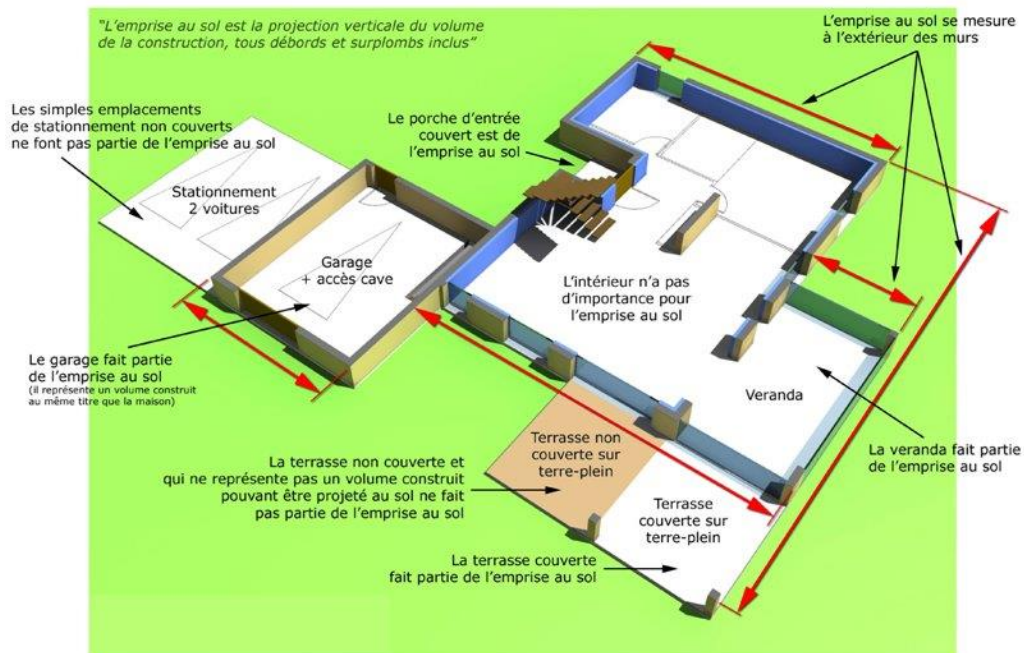 “L’emprise au sol est la projection verticale du volume
de la construction, tous débords et surplombs inclus”
L’emprise au sol se mesure
à l’extérieur des murs
Les simples emplacements
de stationnement non couverts
ne font pas partie de l’emprise au sol
Le porche d’entrée
couvert est de
l’emprise au sol
Stationnement
2 voitures
Garage
+ accès cave
L’intérieur n’a pas
d’importance pour
l’emprise au sol
Le garage fait partie
de l’emprise au sol
(il représente un volume construit
au même titre que la maison)
Veranda
La veranda fait partie
de l’emprise au sol
Terrasse non
couverte sur
terre-plein
La terrasse non couverte et
qui ne représente pas un volume construit
pouvant être projeté au sol ne fait
pas partie de l’emprise au sol
Terrasse
couverte sur
terre-plein
La terrasse couverte
fait partie de l’emprise au sol